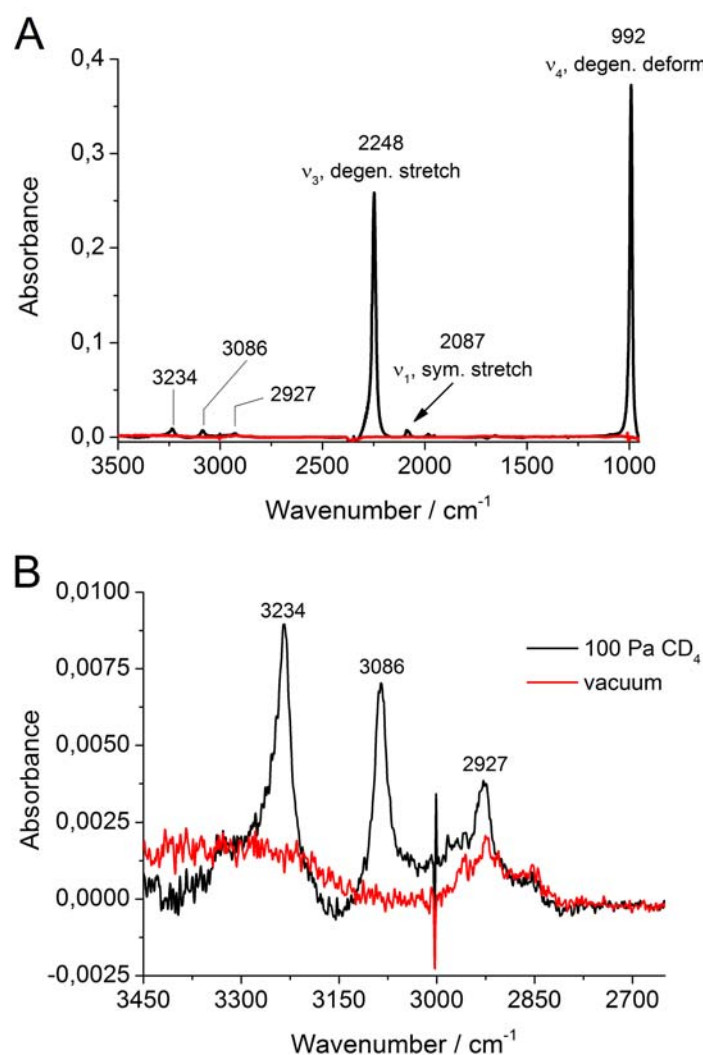 A
992
ν4, degen. deform
2248
ν3, degen. stretch
2087
ν1, sym. stretch
3234
3086
2927
0,4
0,3
0,2
0,1
0,0
Absorbance
3500 3000 2500 2000 1500 1000
Wavenumber / cm-1
B
3234
3086
2927
100 Pa CD4
vacuum
0,0100
0,0075
0,0050
0,0025
0,0000
-0,0025
Absorbance
3450 3300 3150 3000 2850 2700
Wavenumber / cm-1